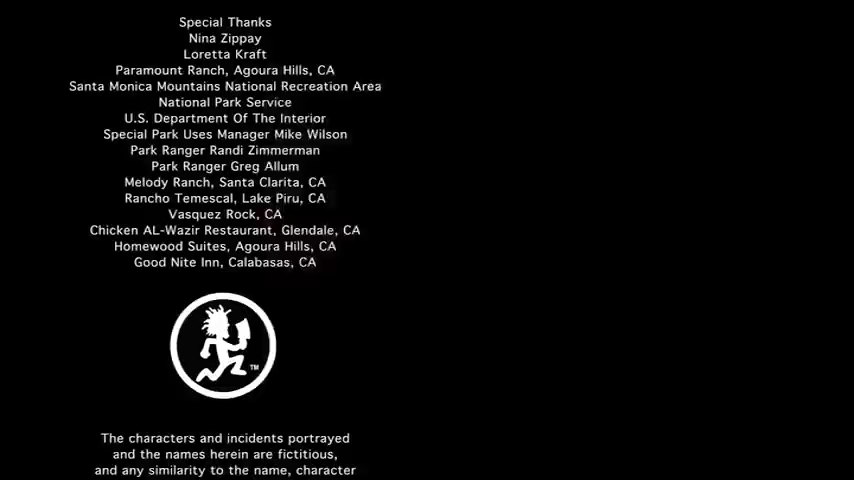 Special Thanks
Nina Zippay
Loretta Kraft
Paramount Ranch, Agoura Hills, CA
Santa Monica Mountains National Recreation Area
National Park Service
U.S. Department Of The Interior
Special Park Uses Manager Mike Wilson
Park Ranger Randi Zimmerman
Park Ranger Greg Allum
Melody Ranch, Santa Clarita, CA
Rancho Temescal, Lake Piru, CA
Vasquez Rock, CA
Chicken AL-Wazir Restaurant, Glendale, CA
Homewood Suites, Agoura Hills, CA
Good Nite Inn, Calabasas, CA
TM
The characters and incidents portrayed
and the names herein are fictitious,
and any similarity to the name, character